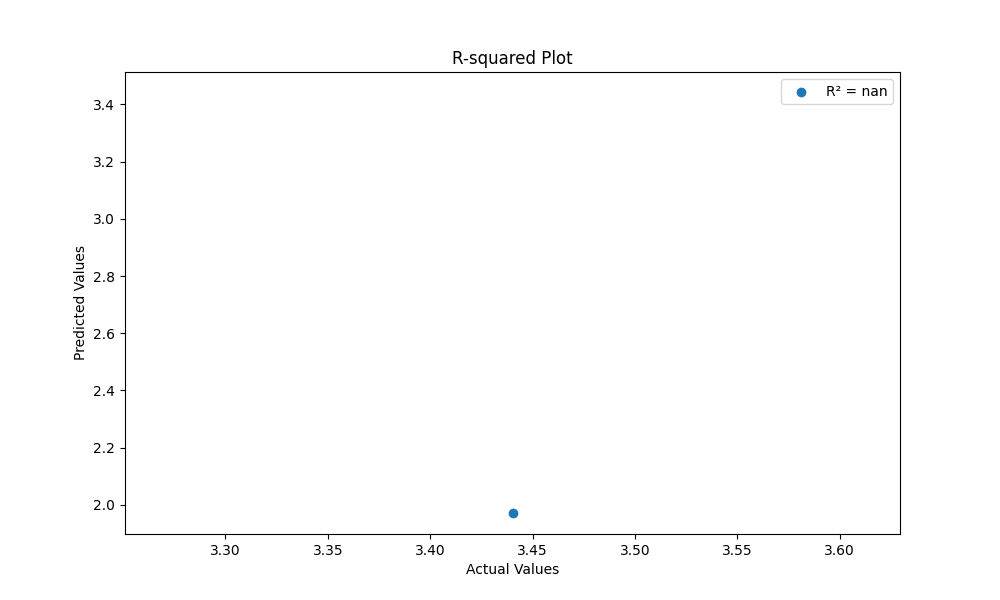 R-squared Plot
R² = nan
3.4
3.2
3.0
2.8
2.6
2.4
2.2
2.0
Predicted Values
3.30 3.35 3.40 3.45 3.50 3.55 3.60
Actual Values